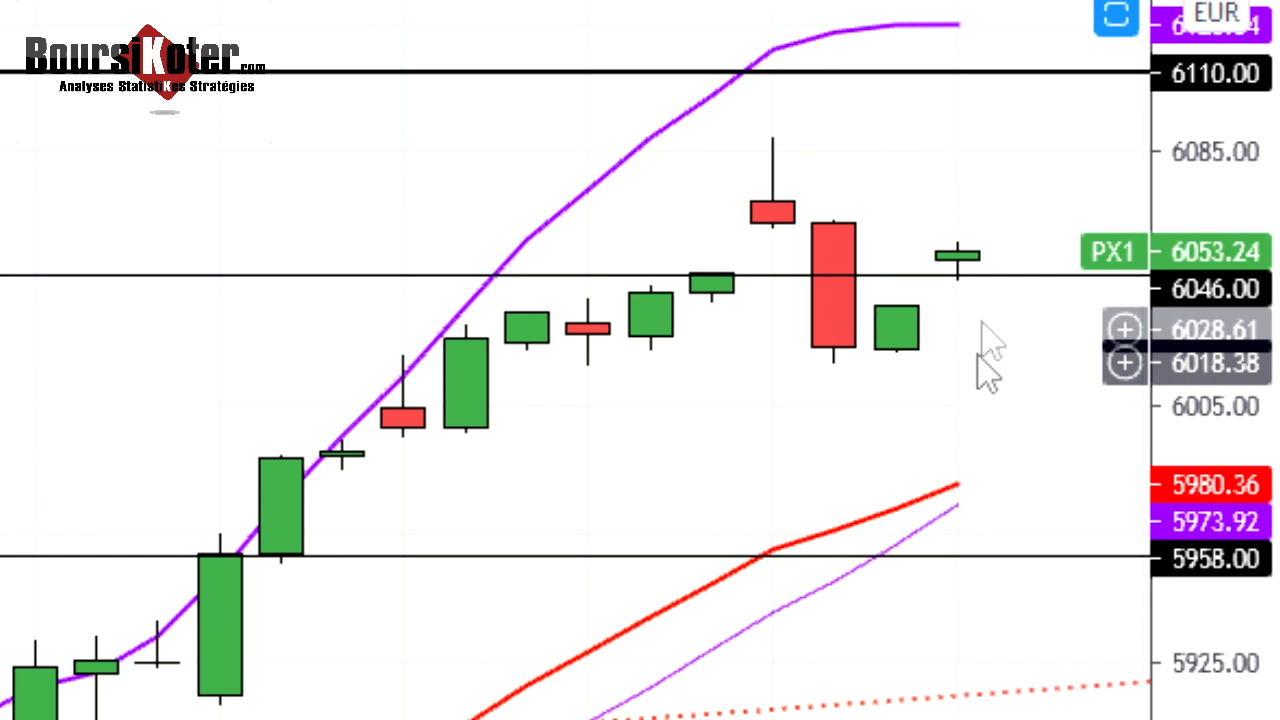 BoursiKoter.com
Analyses StatistiKes Stratégies
EUR
6110.00
6085.00
PX1 6053.24
6046.00
6028.61
6018.38
6005.00
5980.36
5973.92
5958.00
5925.00